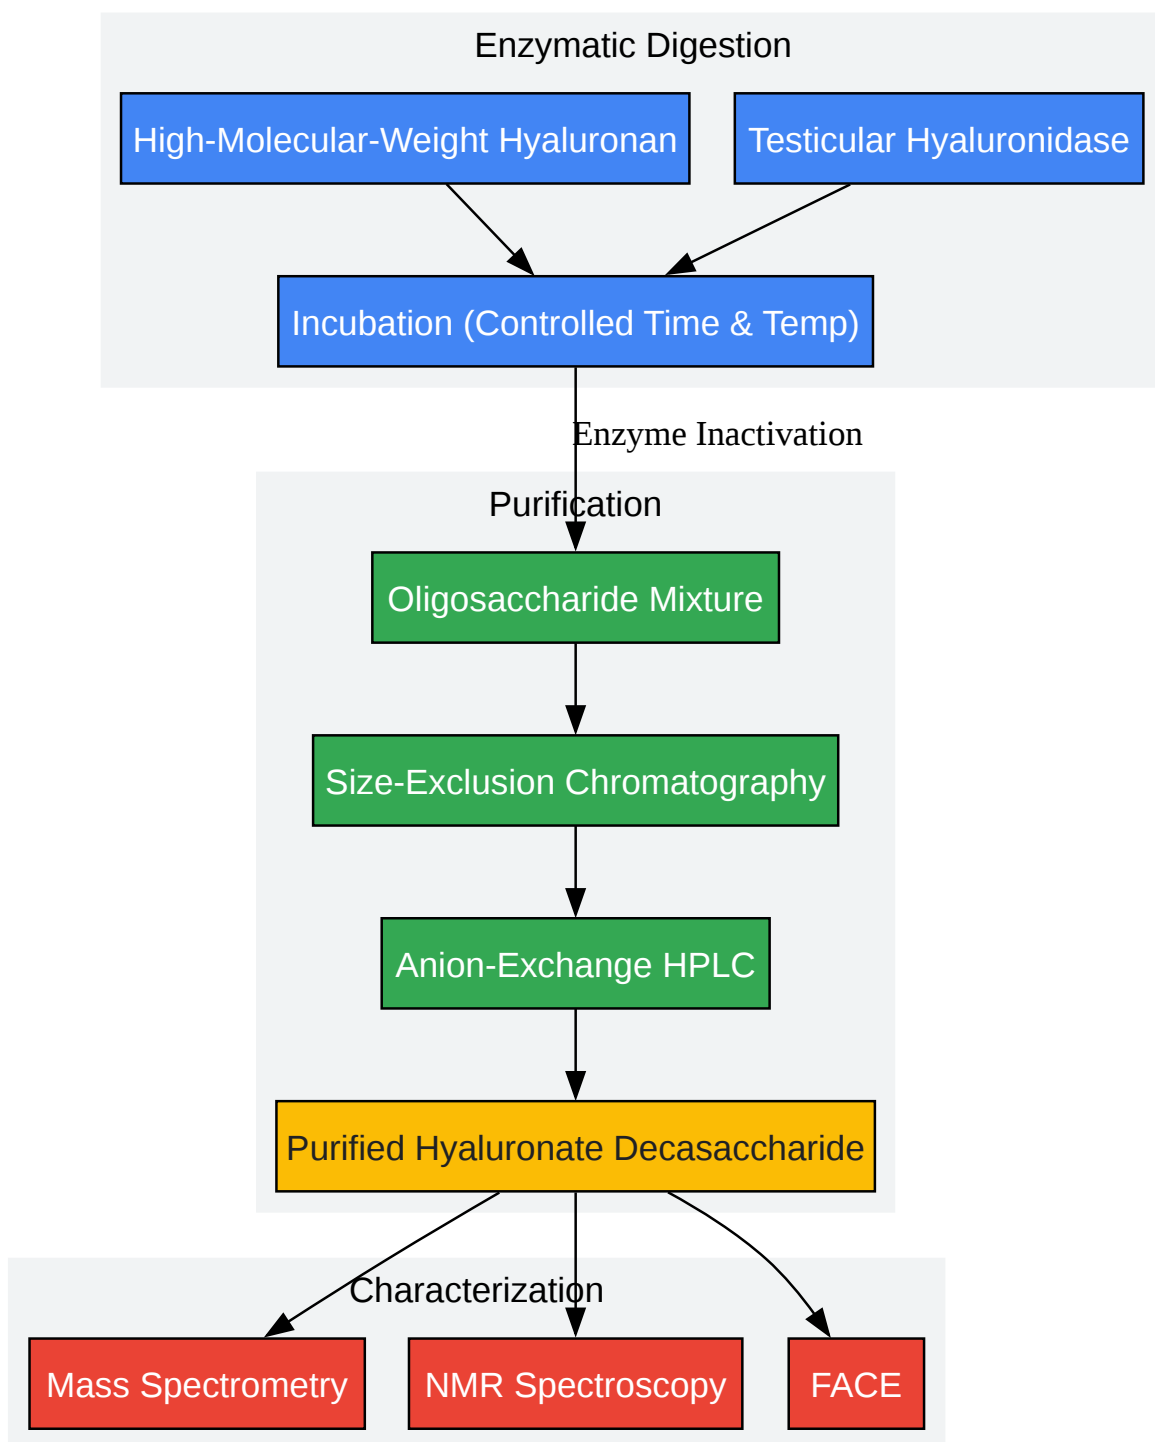 Enzymatic Digestion
High-Molecular-Weight Hyaluronan
Testicular Hyaluronidase
Incubation (Controlled Time & Temp)
Enzyme Inactivation
Purification
Oligosaccharide Mixture
Size-Exclusion Chromatography
Anion-Exchange HPLC
Purified Hyaluronate Decasaccharide
Characterization
Mass Spectrometry
NMR Spectroscopy
FACE